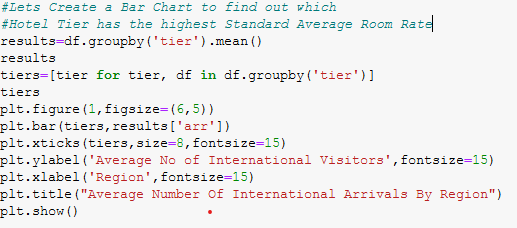 #Lets Create a Bar Chart to find out which
#Hotel Tier has the highest Standard Average Room Rate
results=df.groupby('tier').mean()
results
tiers=[tier for tier, df in df.groupby('tier')]
tiers
plt.figure(1,figsize=(6,5))
plt.bar(tiers,results['arr'])
plt.xticks(tiers,size=8,fontsize=15)
plt.ylabel('Average No of International Visitors',fontsize=15)
plt.xlabel('Region',fontsize=15)
plt.title("Average Number Of International Arrivals By Region")
plt.show()